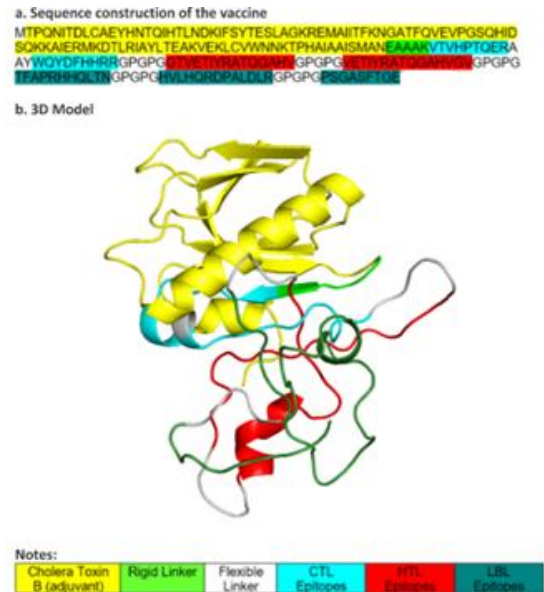 a. Sequence construction of the vaccine
MTPQNITDLCAEYHNTQIHTLNDKIFSYTESLAGKREMAIITFKNGATFQVEVPGSQHID
SQKKAIERMKDTLRIAYLTEAKVEKLCVWNNKTPHAIAAISMANEAAAKVTVHPTQERA
AYWQYDFHHRRGPGPGGTVETIYRATQGAHVGPGPGVETIYRATQGAHVGVGPGPG
TFAPRHHQLTNGPGPGHVLHQRDPALDLRGPGPGPSGASFTGE
b. 3D Model
Notes:
Cholera Toxin Rigid Linker Flexible CTL HTL LBL
B (adjuvant) Linker Epitopes Epitopes Epitopes